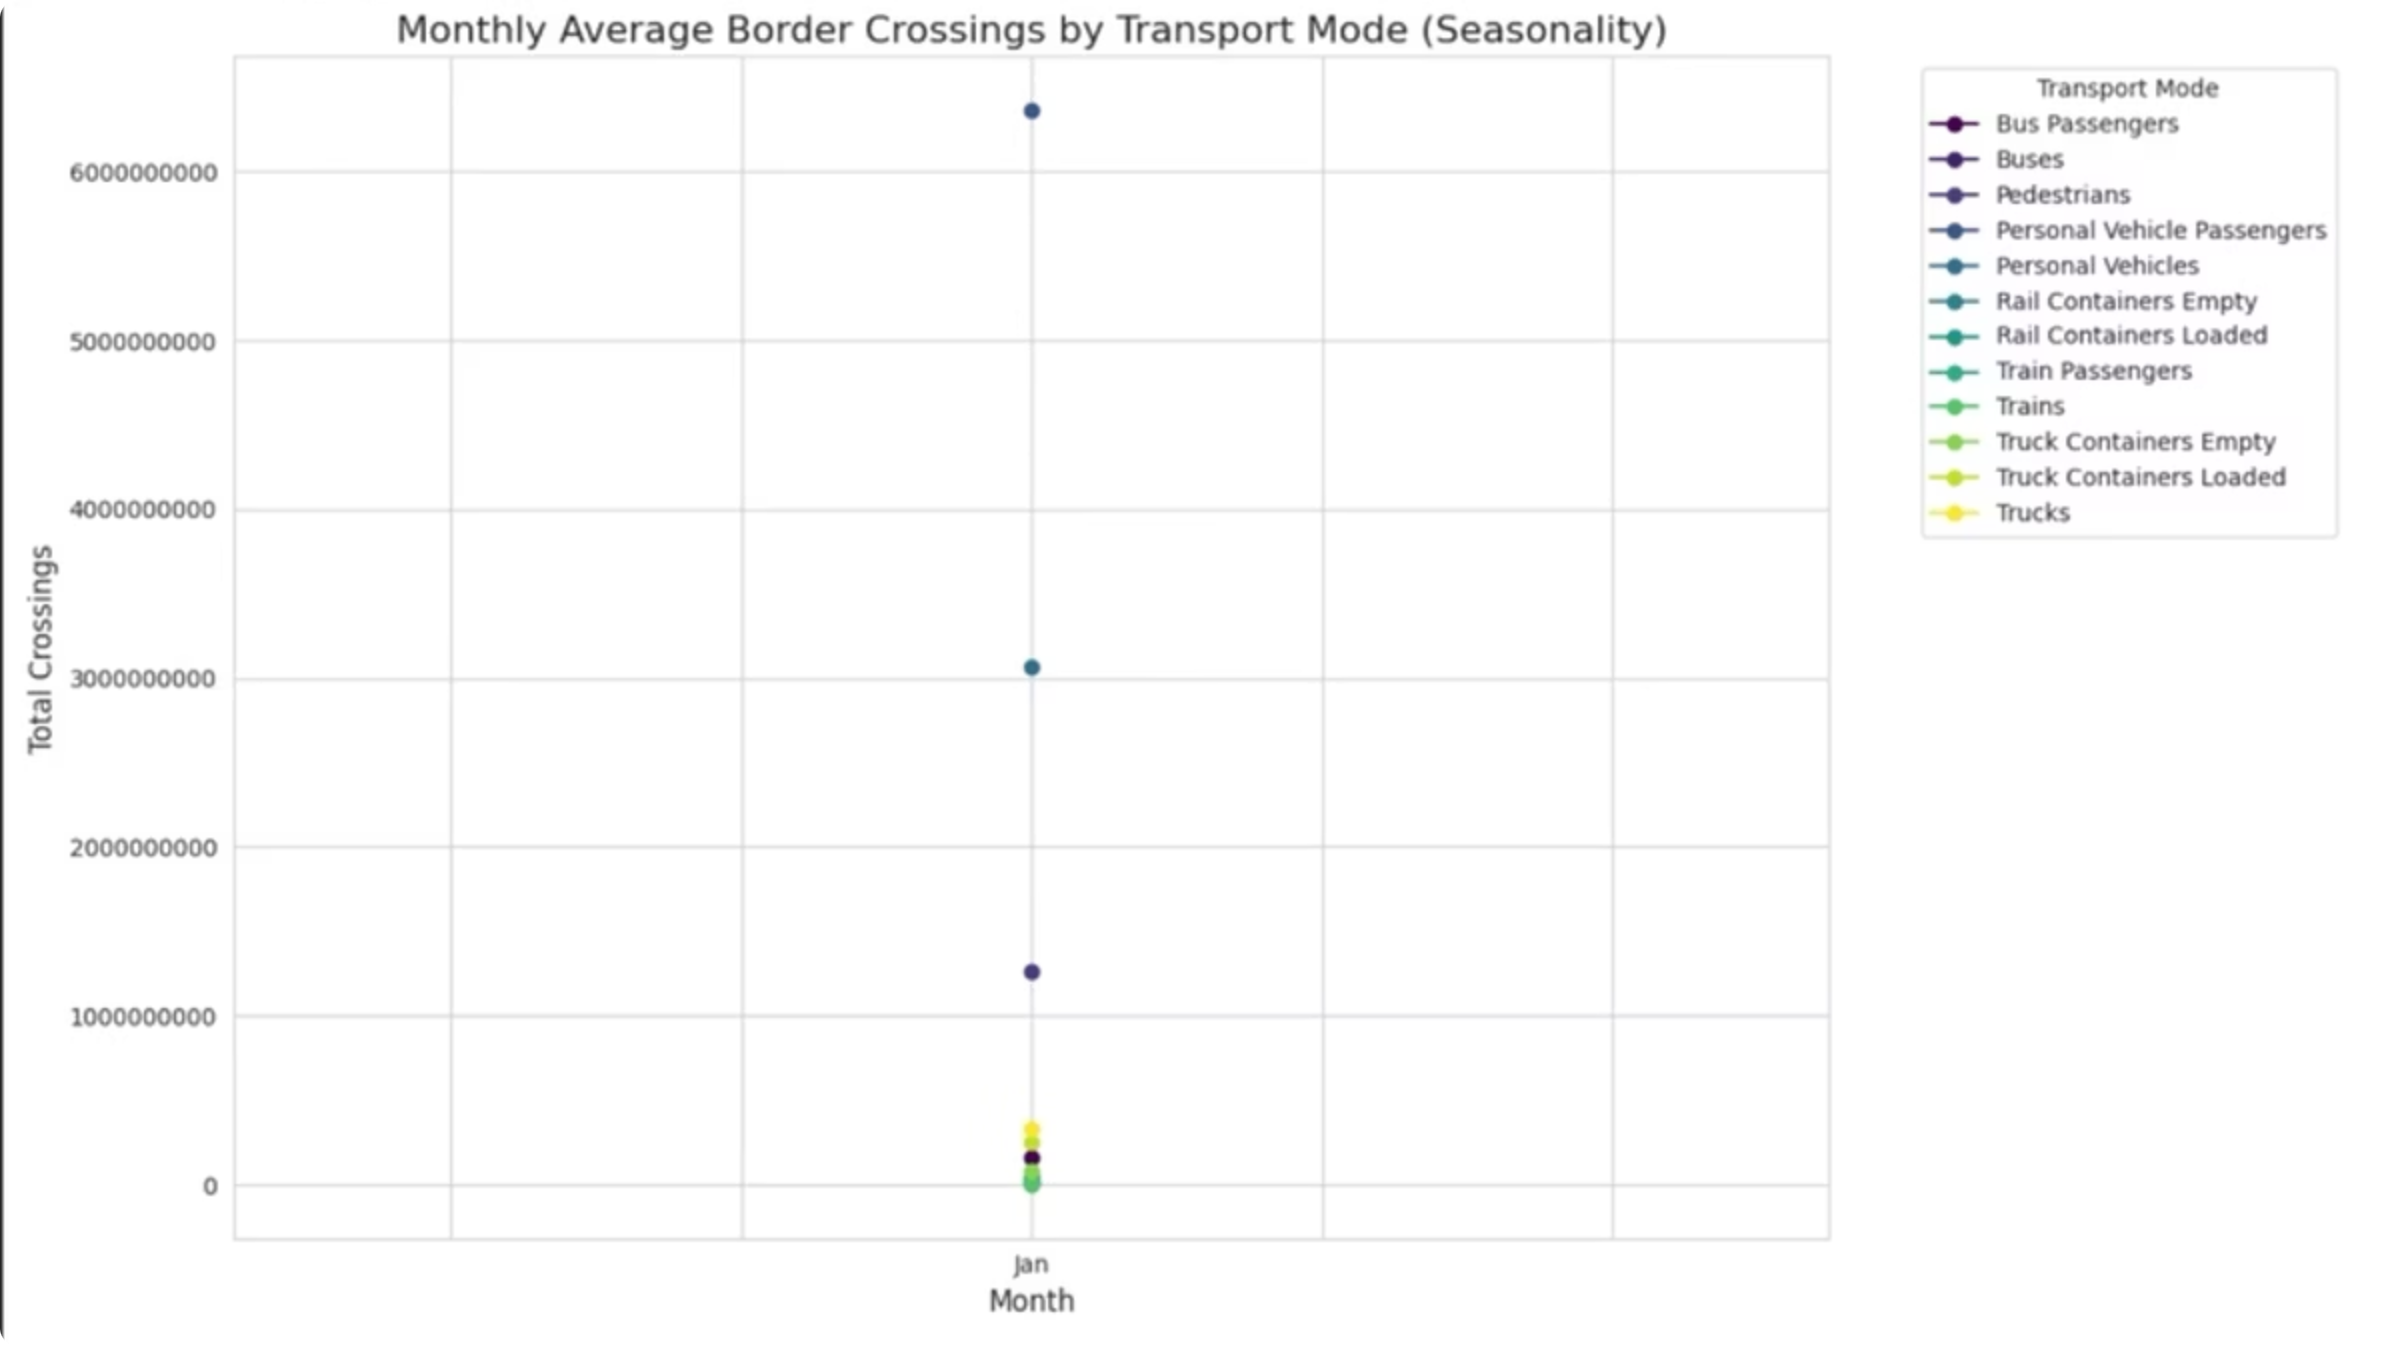 Monthly Average Border Crossings by Transport Mode (Seasonality)
Transport Mode
Bus Passengers
Buses
Pedestrians
Personal Vehicle Passengers
Personal Vehicles
Rail Containers Empty
Rail Containers Loaded
Train Passengers
Trains
Truck Containers Empty
Truck Containers Loaded
Trucks
Total Crossings
6000000000
5000000000
4000000000
3000000000
2000000000
1000000000
0
Jan
Month